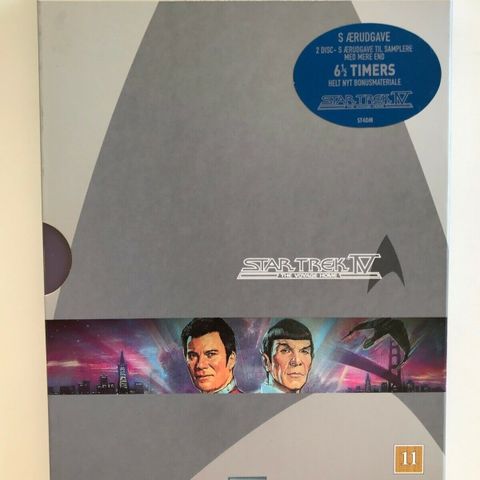 S ÆRUDGAVE
2 DISC- S ÆRUDGAVE TIL SAMPLERE
MED MERE END
6½ TIMERS
HELT NYT BONUSMATERIALE
STAR TREK IV
STAR TREK IV
THE VOYAGE HOME
11